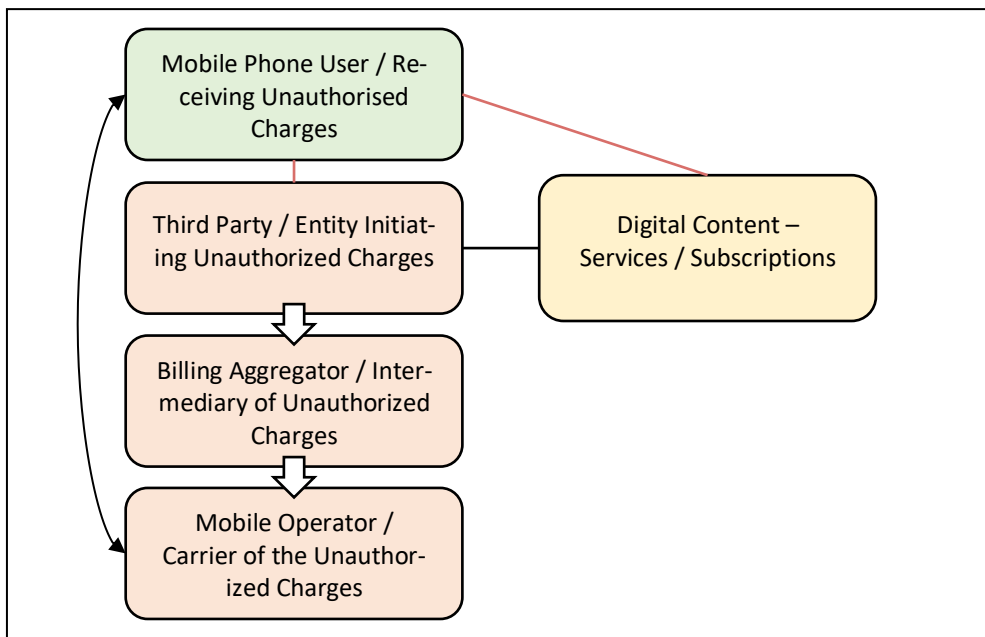 Mobile Phone User / Re-
ceiving Unauthorised
Charges
Third Party / Entity Initiat-
ing Unauthorized Charges
Digital Content –
Services / Subscriptions
Billing Aggregator / Inter-
mediary of Unauthorized
Charges
Mobile Operator /
Carrier of the Unauthor-
ized Charges